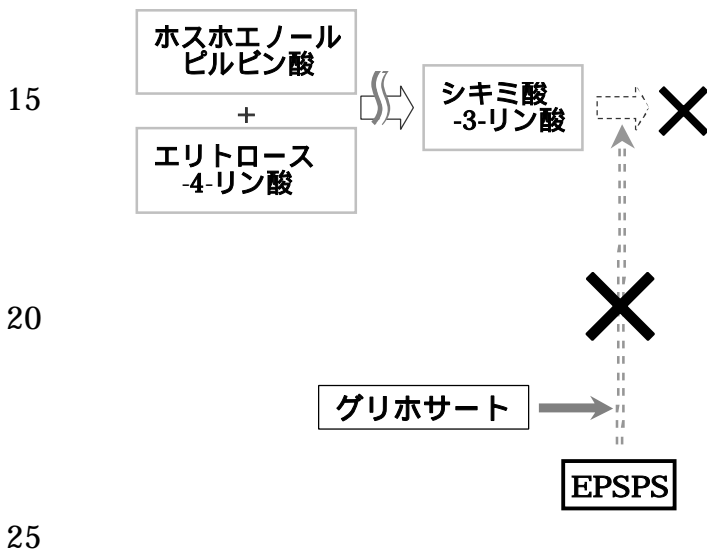 ホスホエノール
ピルビン酸
15
+
シキミ酸
-3-リン酸
エリトロース
-4-リン酸
20
グリホサート
EPSPS
25